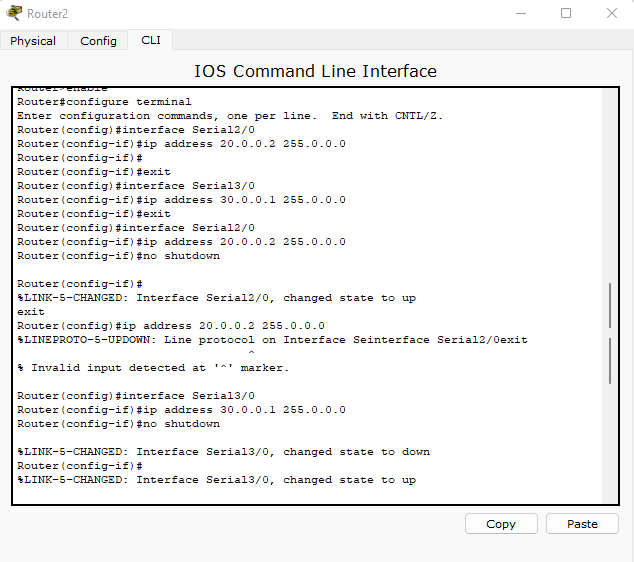 Router2
Physical Config CLI
IOS Command Line Interface
Router>enable
Router#configure terminal
Enter configuration commands, one per line.  End with CNTL/Z.
Router(config)#interface Serial2/0
Router(config-if)#ip address 20.0.0.2 255.0.0.0
Router(config-if)#
Router(config-if)#exit
Router(config)#interface Serial3/0
Router(config-if)#ip address 30.0.0.1 255.0.0.0
Router(config-if)#exit
Router(config)#interface Serial2/0
Router(config-if)#ip address 20.0.0.2 255.0.0.0
Router(config-if)#no shutdown
Router(config-if)#
%LINK-5-CHANGED: Interface Serial2/0, changed state to up
exit
Router(config)#ip address 20.0.0.2 255.0.0.0
%LINEPROTO-5-UPDOWN: Line protocol on Interface Seinterface Serial2/0exit
^
% Invalid input detected at '^' marker.
Router(config)#interface Serial3/0
Router(config-if)#ip address 30.0.0.1 255.0.0.0
Router(config-if)#no shutdown
%LINK-5-CHANGED: Interface Serial3/0, changed state to down
Router(config-if)#
%LINK-5-CHANGED: Interface Serial3/0, changed state to up
Copy Paste